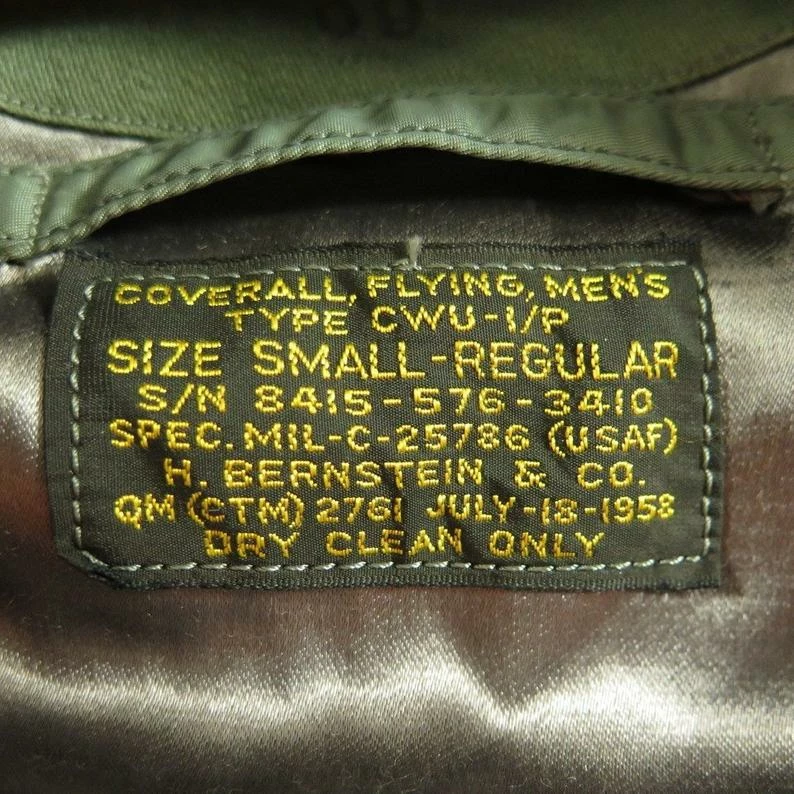 COVERALL, FLYING, MEN'S
TYPE CWU-1/P
SIZE SMALL-REGULAR
S/N 8415-576-3410
SPEC. MIL-C-25786 (USAF)
H. BERNSTEIN & CO.
QM (CTM) 2761 JULY-18-1958
DRY CLEAN ONLY